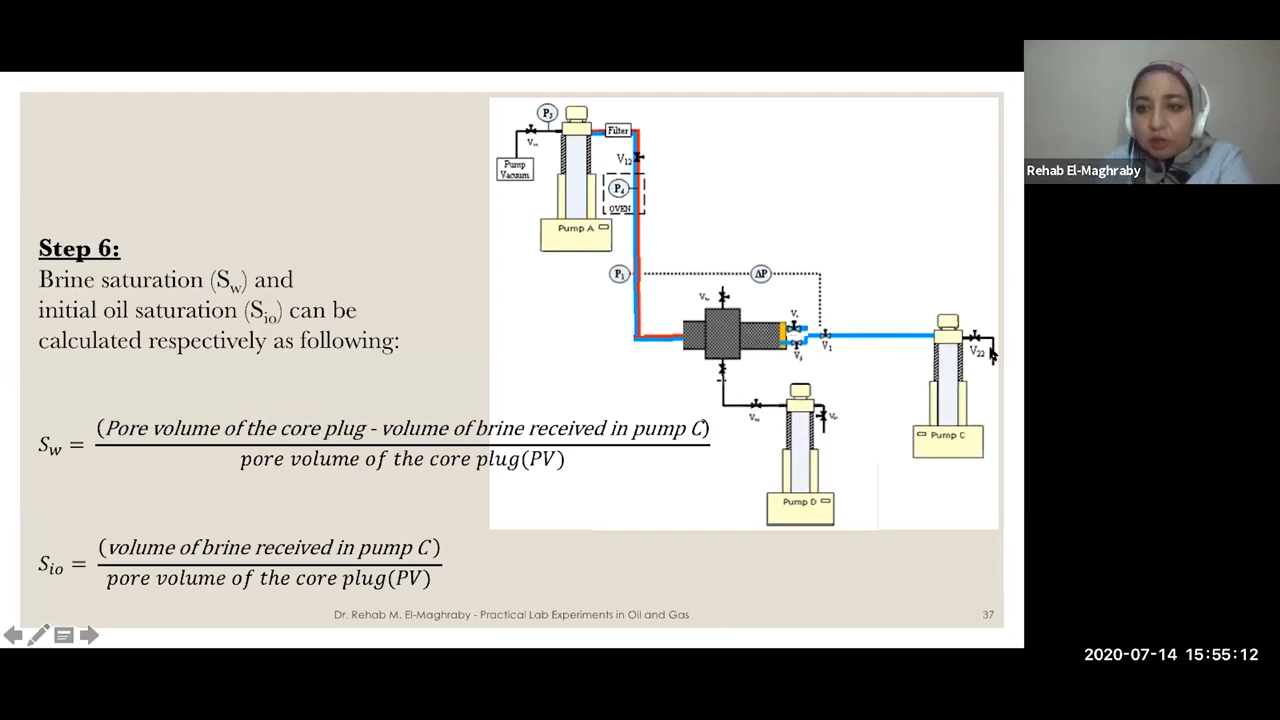 Rehab El-Maghraby
Step 6:
Brine saturation (Sw) and
initial oil saturation (Sio) can be
calculated respectively as following:
Sw = (Pore volume of the core plug - volume of brine received in pump C)
pore volume of the core plug(PV)
Sio = (volume of brine received in pump C)
pore volume of the core plug(PV)
P3
Filter
Pump
Vacuum
V12
P4
OVEN
Pump A
P1
ΔP
V1
V22
Pump C
Pump D
Dr. Rehab M. El-Maghraby - Practical Lab Experiments in Oil and Gas
37
2020-07-14 15:55:12